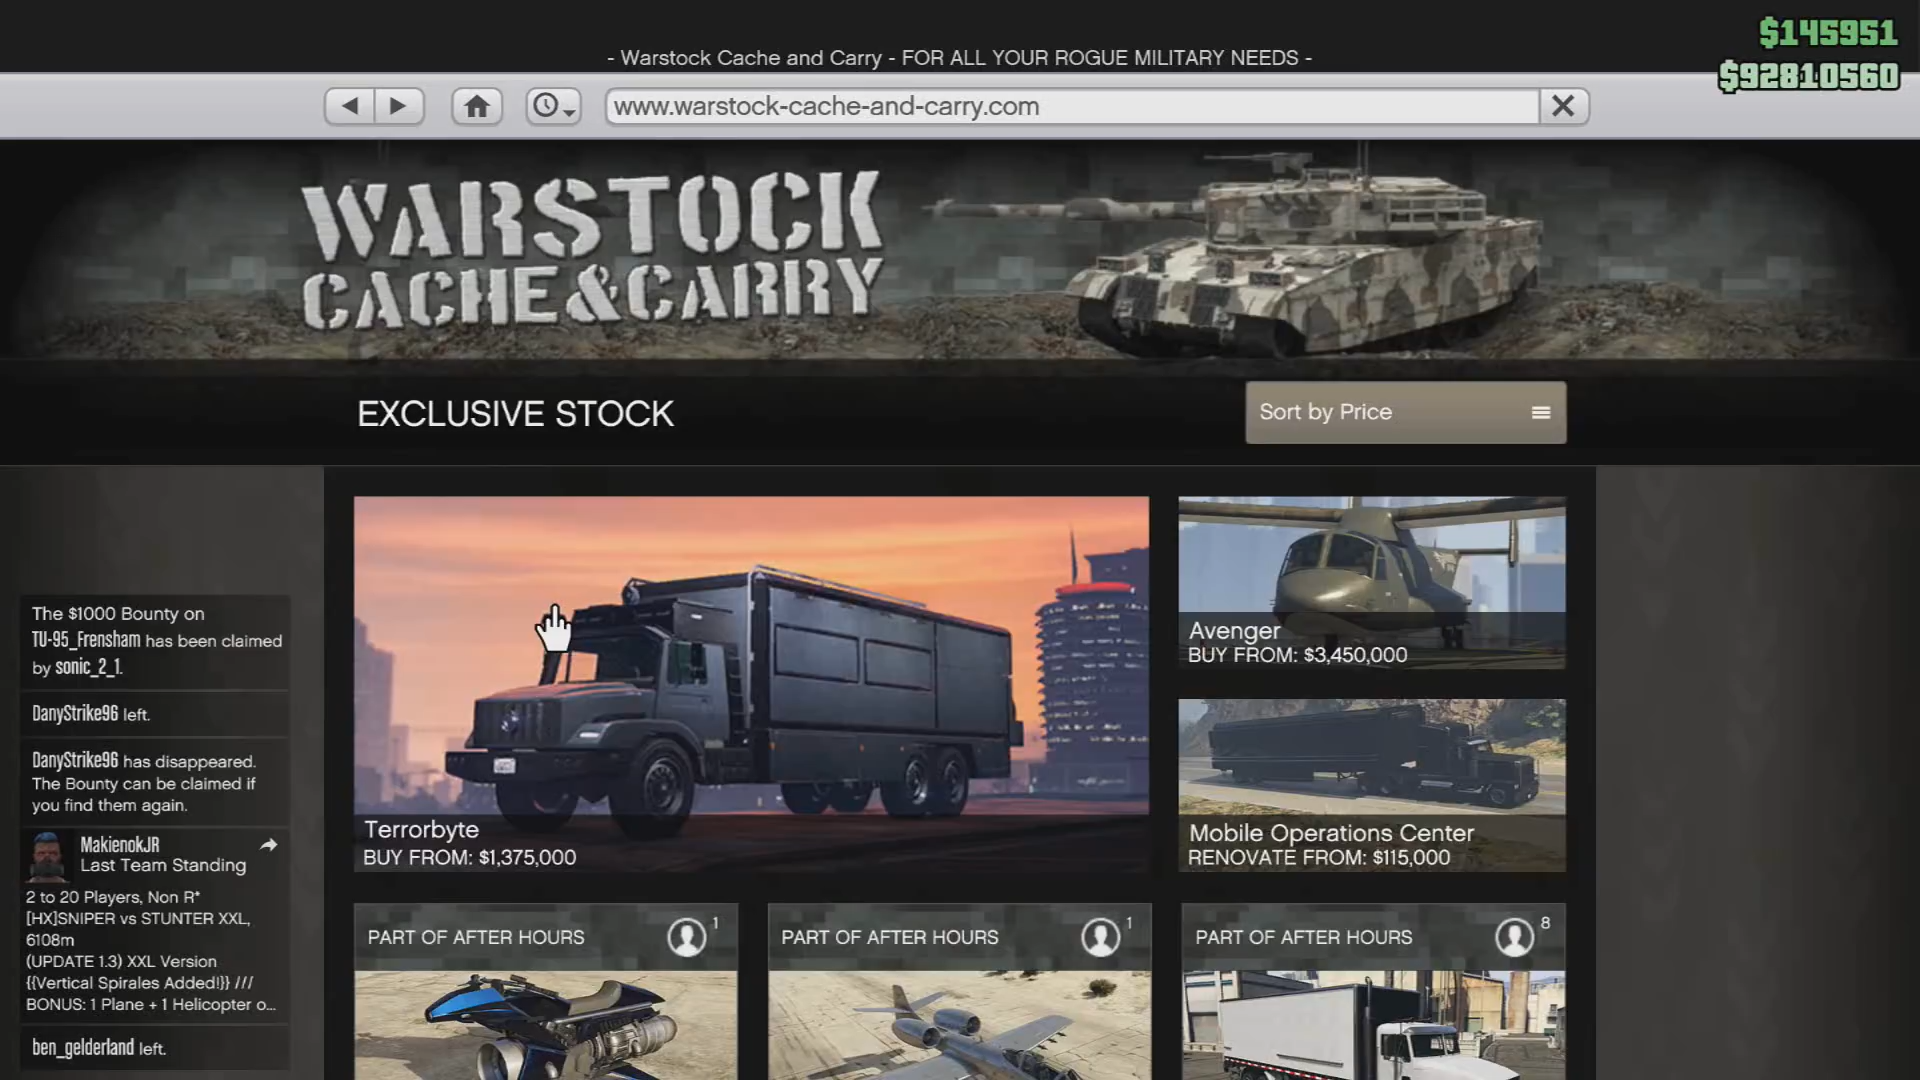 $145951
- Warstock Cache and Carry - FOR ALL YOUR ROGUE MILITARY NEEDS -
$92810560
www.warstock-cache-and-carry.com
WARSTOCK
CACHE & CARRY
EXCLUSIVE STOCK
Sort by Price
Terrorbyte
BUY FROM: $1,375,000
Avenger
BUY FROM: $3,450,000
Mobile Operations Center
RENOVATE FROM: $115,000
PART OF AFTER HOURS
1
PART OF AFTER HOURS
1
PART OF AFTER HOURS
8
The $1000 Bounty on
TU-95_Frensham has been claimed
by sonic_2_1.
DanyStrike96 left.
DanyStrike96 has disappeared.
The Bounty can be claimed if
you find them again.
MakienokJR
Last Team Standing
2 to 20 Players, Non R*
[HX]SNIPER vs STUNTER XXL,
6108m
(UPDATE 1.3) XXL Version
{{Vertical Spirales Added!}} ///
BONUS: 1 Plane + 1 Helicopter o...
ben_gelderland left.